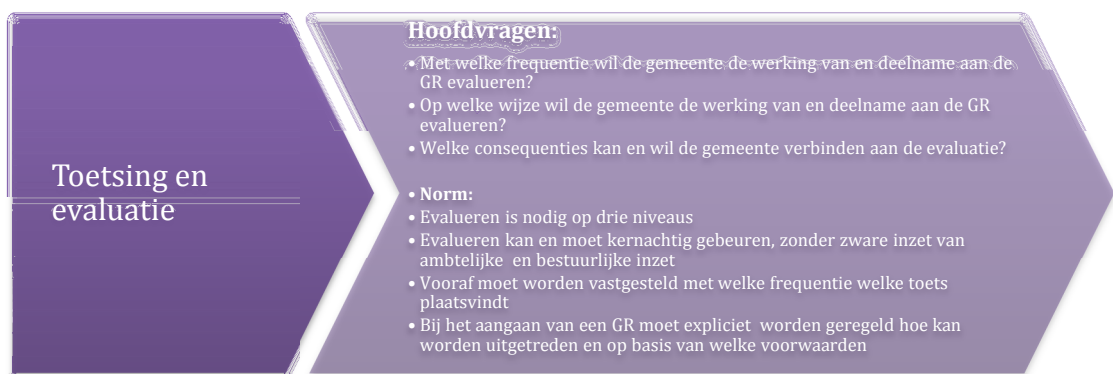 Toetsing en
evaluatie
Hoofdvragen:
• Met welke frequentie wil de gemeente de werking van en deelname aan de
GR evalueren?
• Op welke wijze wil de gemeente de werking van en deelname aan de GR
evalueren?
• Welke consequenties kan en wil de gemeente verbinden aan de evaluatie?
• Norm:
• Evalueren is nodig op drie niveaus
• Evalueren kan en moet kernachtig gebeuren, zonder zware inzet van
ambtelijke en bestuurlijke inzet
• Vooraf moet worden vastgesteld met welke frequentie welke toets
plaatsvindt
• Bij het aangaan van een GR moet expliciet worden geregeld hoe kan
worden uitgetreden en op basis van welke voorwaarden